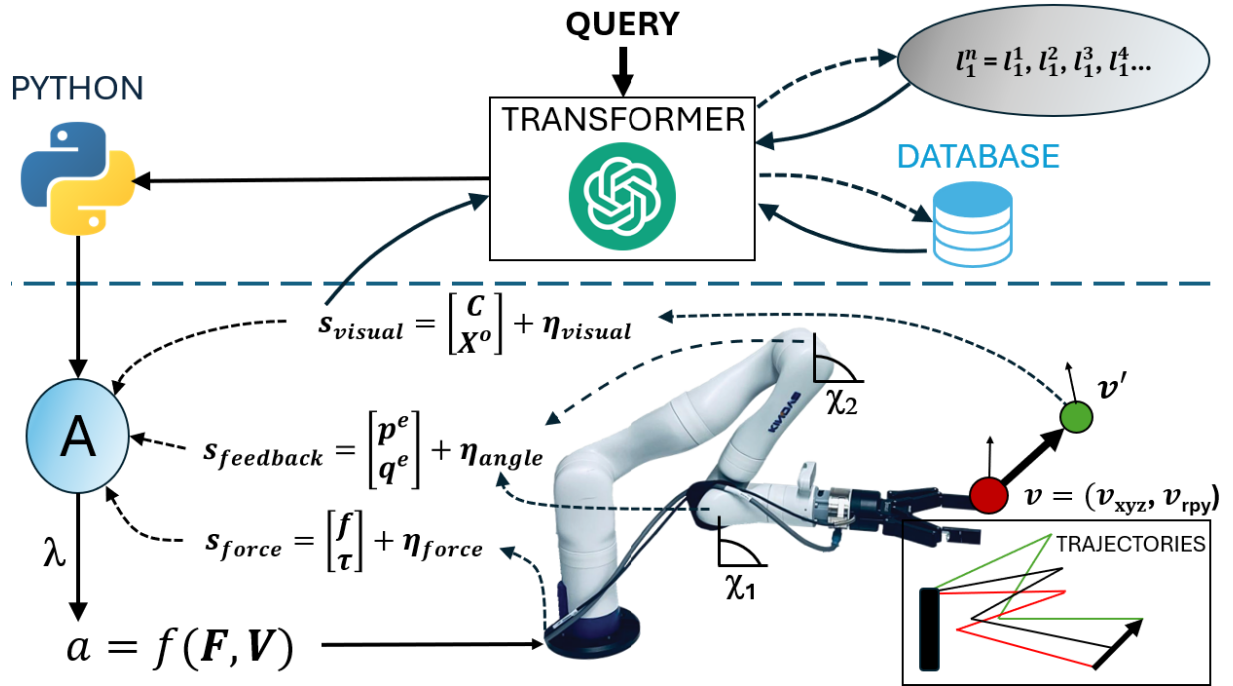 QUERY
l₁ⁿ = l₁¹, l₁², l₁³, l₁⁴...
PYTHON
TRANSFORMER
DATABASE
s_visual = [C X^o] + η_visual
χ₂
KINOVA
v′
A
s_feedback = [p^e q^e] + η_angle
v = (v_xyz, v_rpy)
s_force = [f τ] + η_force
TRAJECTORIES
λ
χ₁
a = f(F, V)